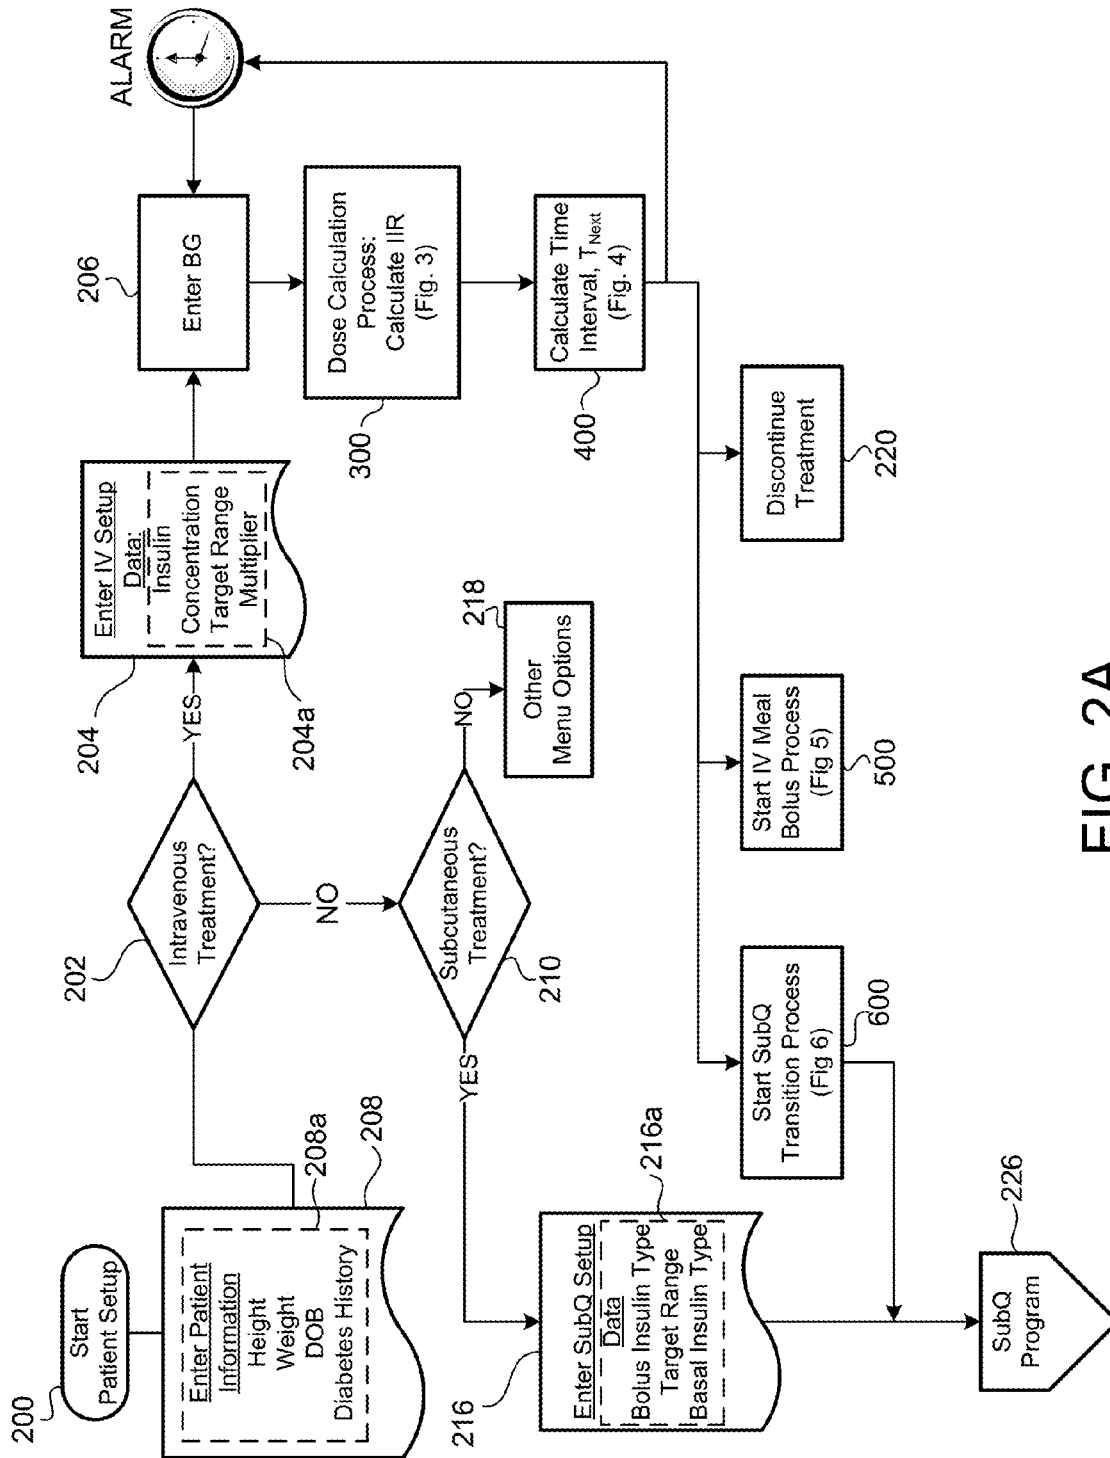 200
Start
Patient Setup
Enter Patient
Information
Height
Weight
DOB
Diabetes History
208a
208
202
Intravenous
Treatment?
YES
NO
204
Enter IV Setup
Data:
Insulin
Concentration
Target Range
Multiplier
204a
206
Enter BG
ALARM
Dose Calculation
Process:
Calculate IIR
(Fig. 3)
300
Calculate Time
Interval, TNext
(Fig. 4)
400
Subcutaneous
Treatment?
210
YES
NO
218
Other
Menu Options
216
Enter SubQ Setup
Data
Bolus Insulin Type
Target Range
Basal Insulin Type
216a
Start SubQ
Transition Process
(Fig 6)
600
Start IV Meal
Bolus Process
(Fig 5)
500
Discontinue
Treatment
220
226
SubQ
Program
FIG. 2A